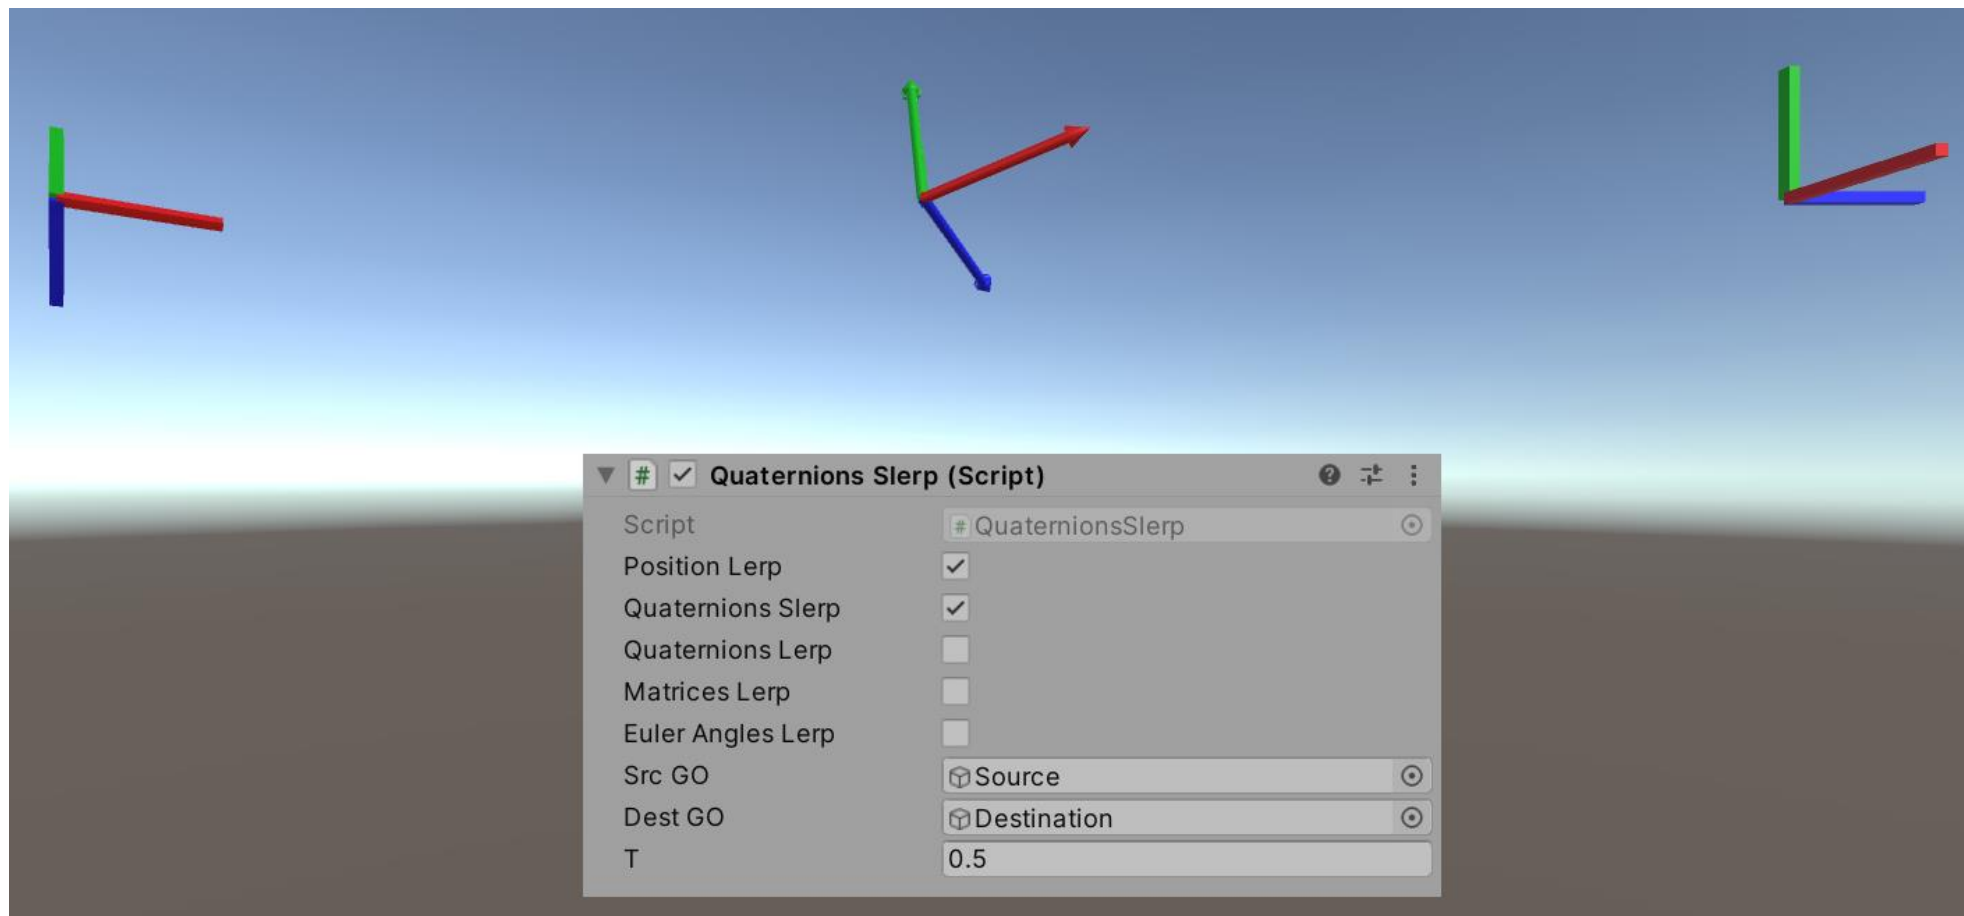 # Quaternions Slerp (Script)
Script # QuaternionsSlerp
Position Lerp
Quaternions Slerp
Quaternions Lerp
Matrices Lerp
Euler Angles Lerp
Src GO Source
Dest GO Destination
T 0.5